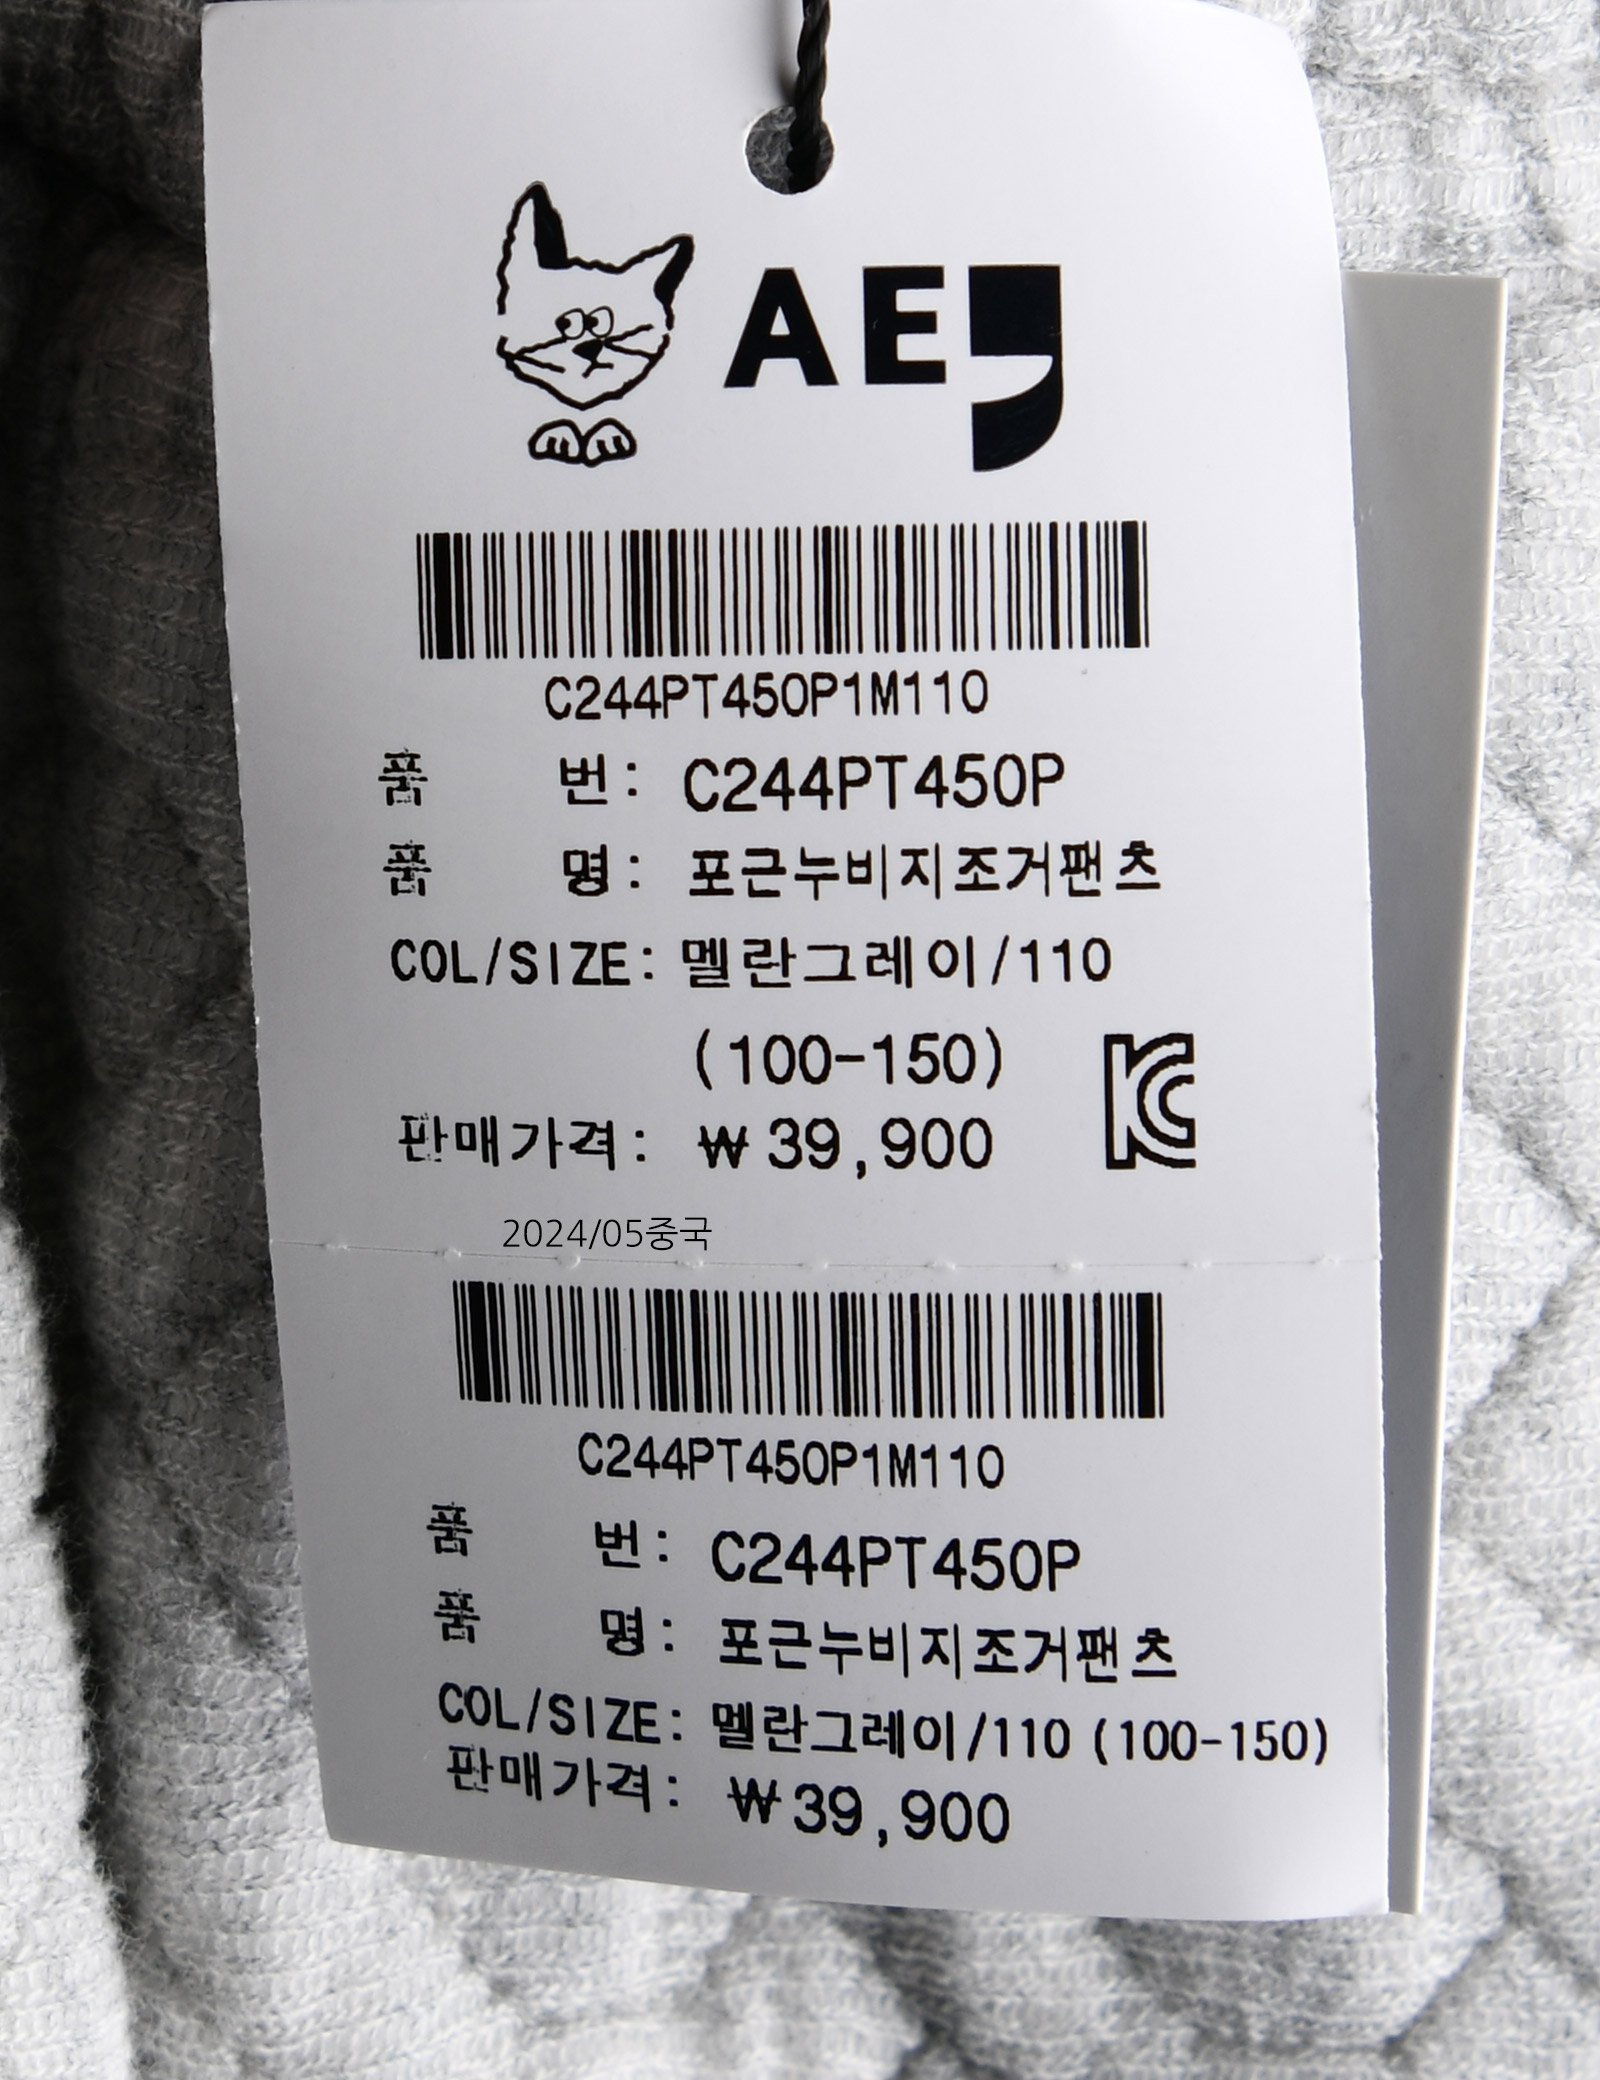 AE,
C244PT450P1M110
품 번: C244PT450P
품 명: 포근누비지조거팬츠
COL/SIZE: 멜란그레이/110
(100-150)
판매가격: ₩39,900
2024/05중국
C244PT450P1M110
품 번: C244PT450P
품 명: 포근누비지조거팬츠
COL/SIZE: 멜란그레이/110 (100-150)
판매가격: ₩39,900